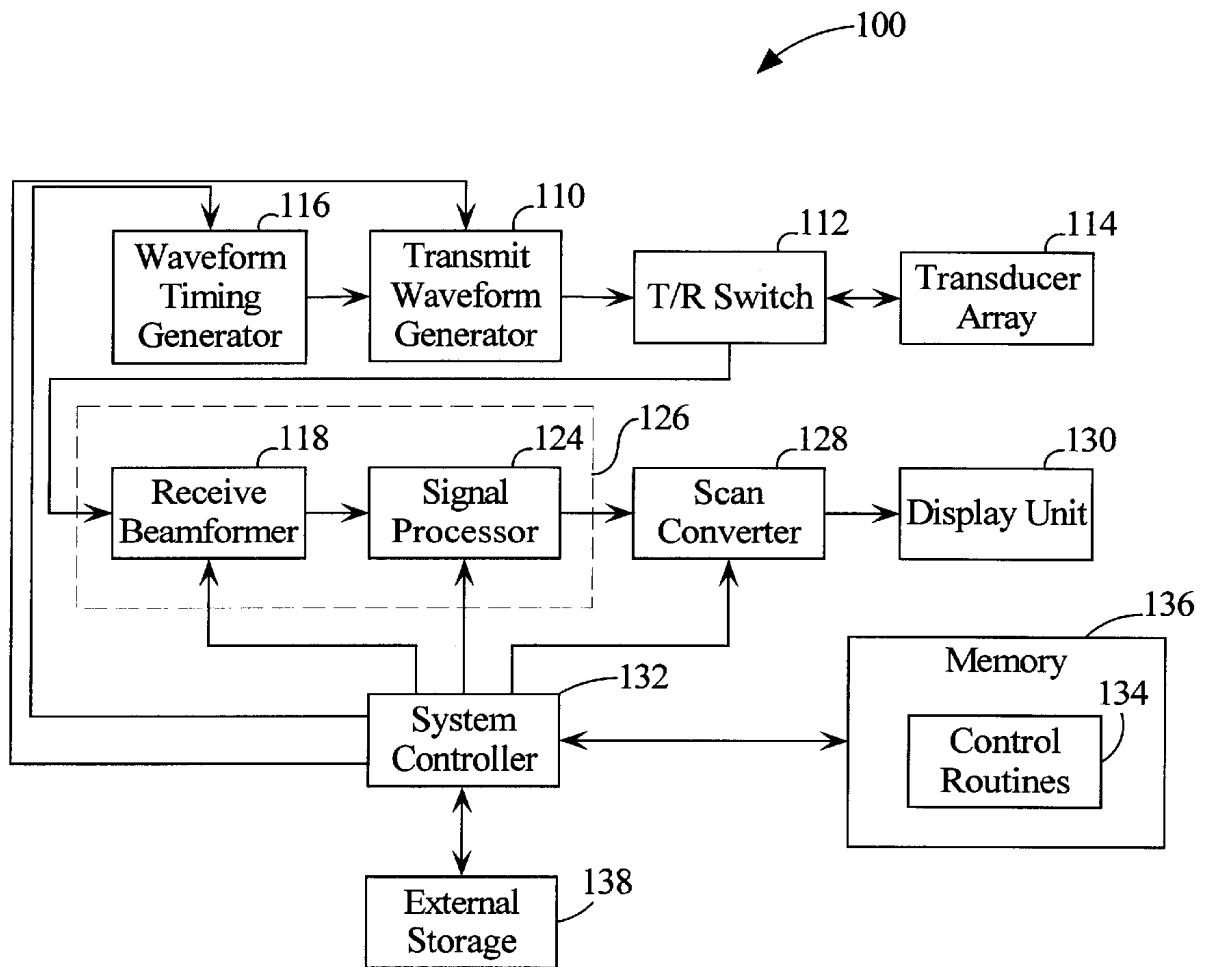 100
116
110
112
114
Waveform
Timing
Generator
Transmit
Waveform
Generator
T/R Switch
Transducer
Array
126
118
124
128
130
Receive
Beamformer
Signal
Processor
Scan
Converter
Display Unit
136
132
Memory
134
System
Controller
Control
Routines
138
External
Storage